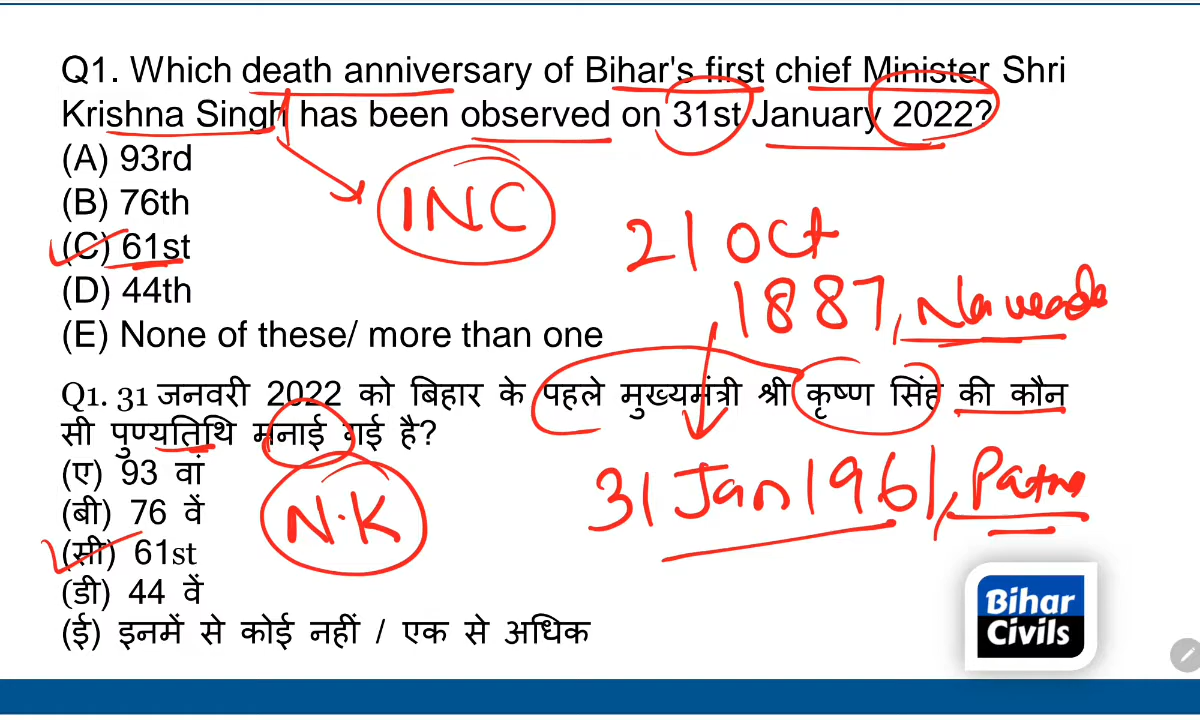 Q1. Which death anniversary of Bihar's first chief Minister Shri
Krishna Singh has been observed on 31st January 2022?
(A) 93rd
(B) 76th
(C) 61st
(D) 44th
(E) None of these/ more than one
INC
21 Oct
1887, Nawada
Q1. 31 जनवरी 2022 को बिहार के पहले मुख्यमंत्री श्री कृष्ण सिंह की कौन
सी पुण्यतिथि मनाई गई है?
(ए) 93 वां
(बी) 76 वें
(सी) 61st
(डी) 44 वें
(ई) इनमें से कोई नहीं / एक से अधिक
N.K
31 Jan 1961, Patna
Bihar
Civils